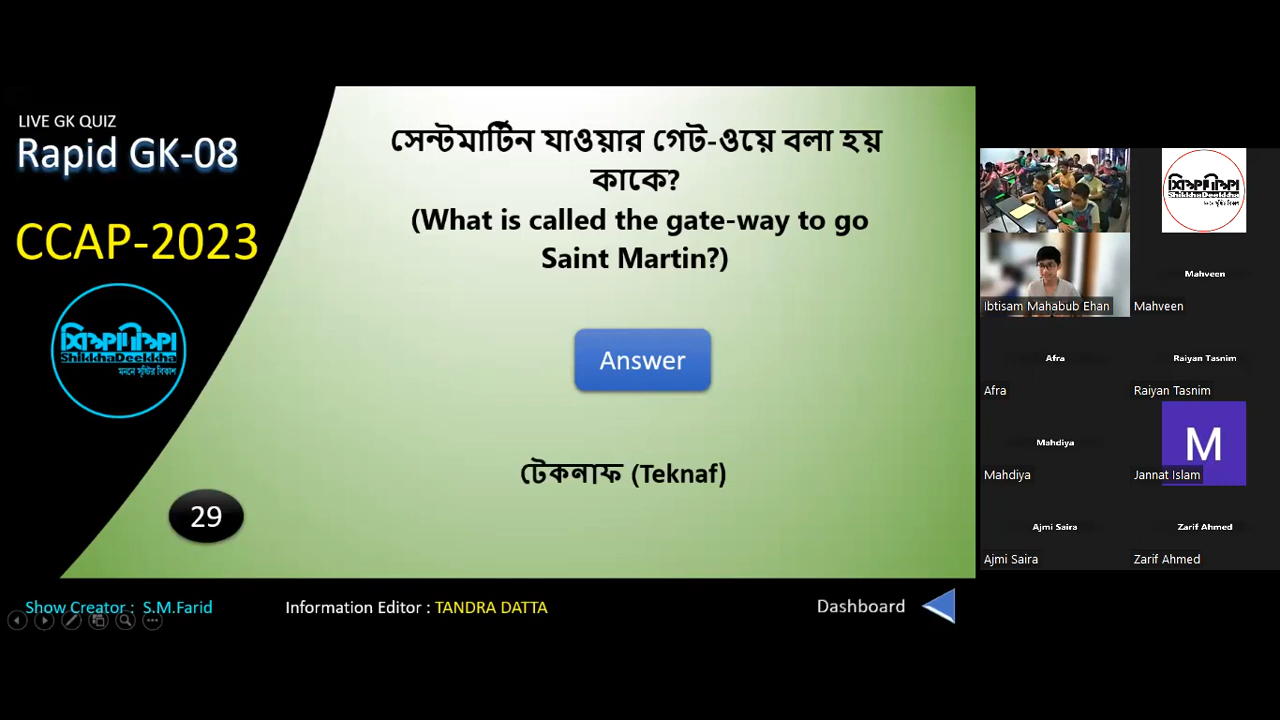 LIVE GK QUIZ
Rapid GK-08
CCAP-2023
শিক্ষাদীক্ষা
ShikkhaDeekkha
মননে সৃষ্টির বিকাশ
29
সেন্টমার্টিন যাওয়ার গেট-ওয়ে বলা হয়
কাকে?
(What is called the gate-way to go
Saint Martin?)
Answer
টেকনাফ (Teknaf)
Show Creator : S.M.Farid
Information Editor : TANDRA DATTA
Dashboard
শিক্ষাদীক্ষা
Ibtisam Mahabub Ehan
Mahveen
Mahveen
Afra
Afra
Raiyan Tasnim
Raiyan Tasnim
Mahdiya
Mahdiya
M
Jannat Islam
Ajmi Saira
Ajmi Saira
Zarif Ahmed
Zarif Ahmed